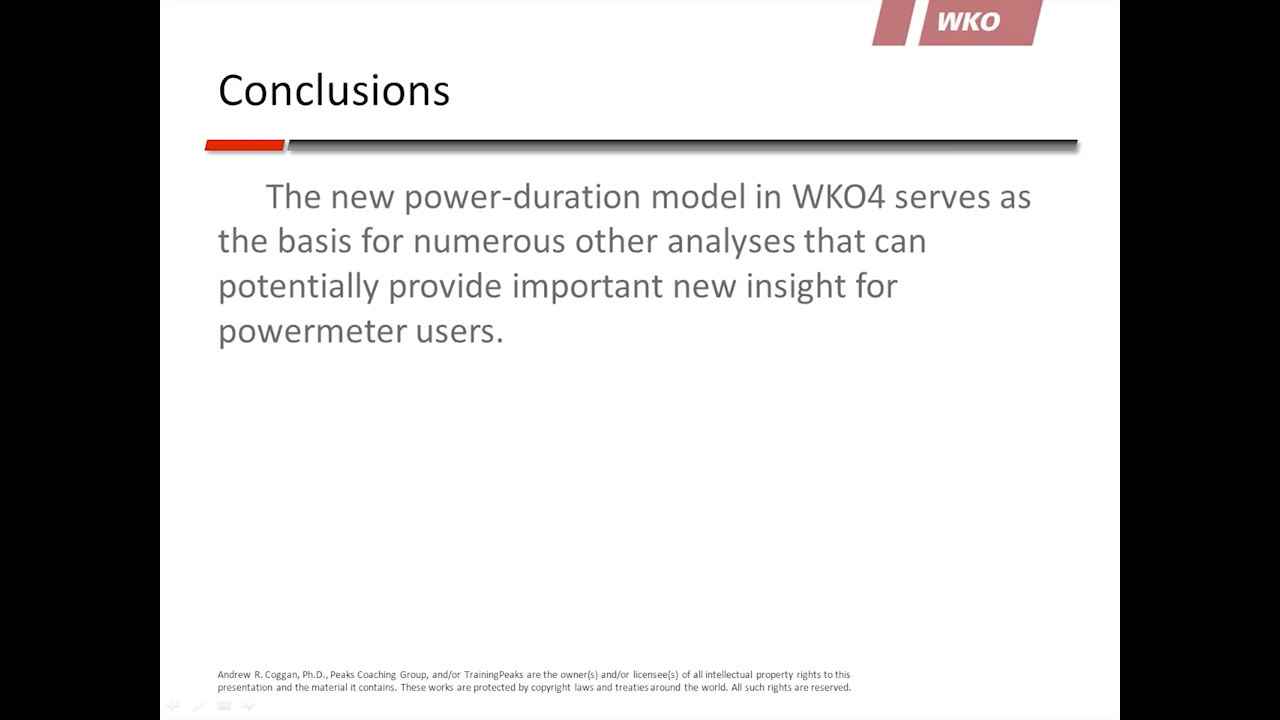 WKO
Conclusions
The new power-duration model in WKO4 serves as
the basis for numerous other analyses that can
potentially provide important new insight for
powermeter users.
Andrew R. Coggan, Ph.D., Peaks Coaching Group, and/or TrainingPeaks are the owner(s) and/or licensee(s) of all intellectual property rights to this
presentation and the material it contains. These works are protected by copyright laws and treaties around the world. All such rights are reserved.